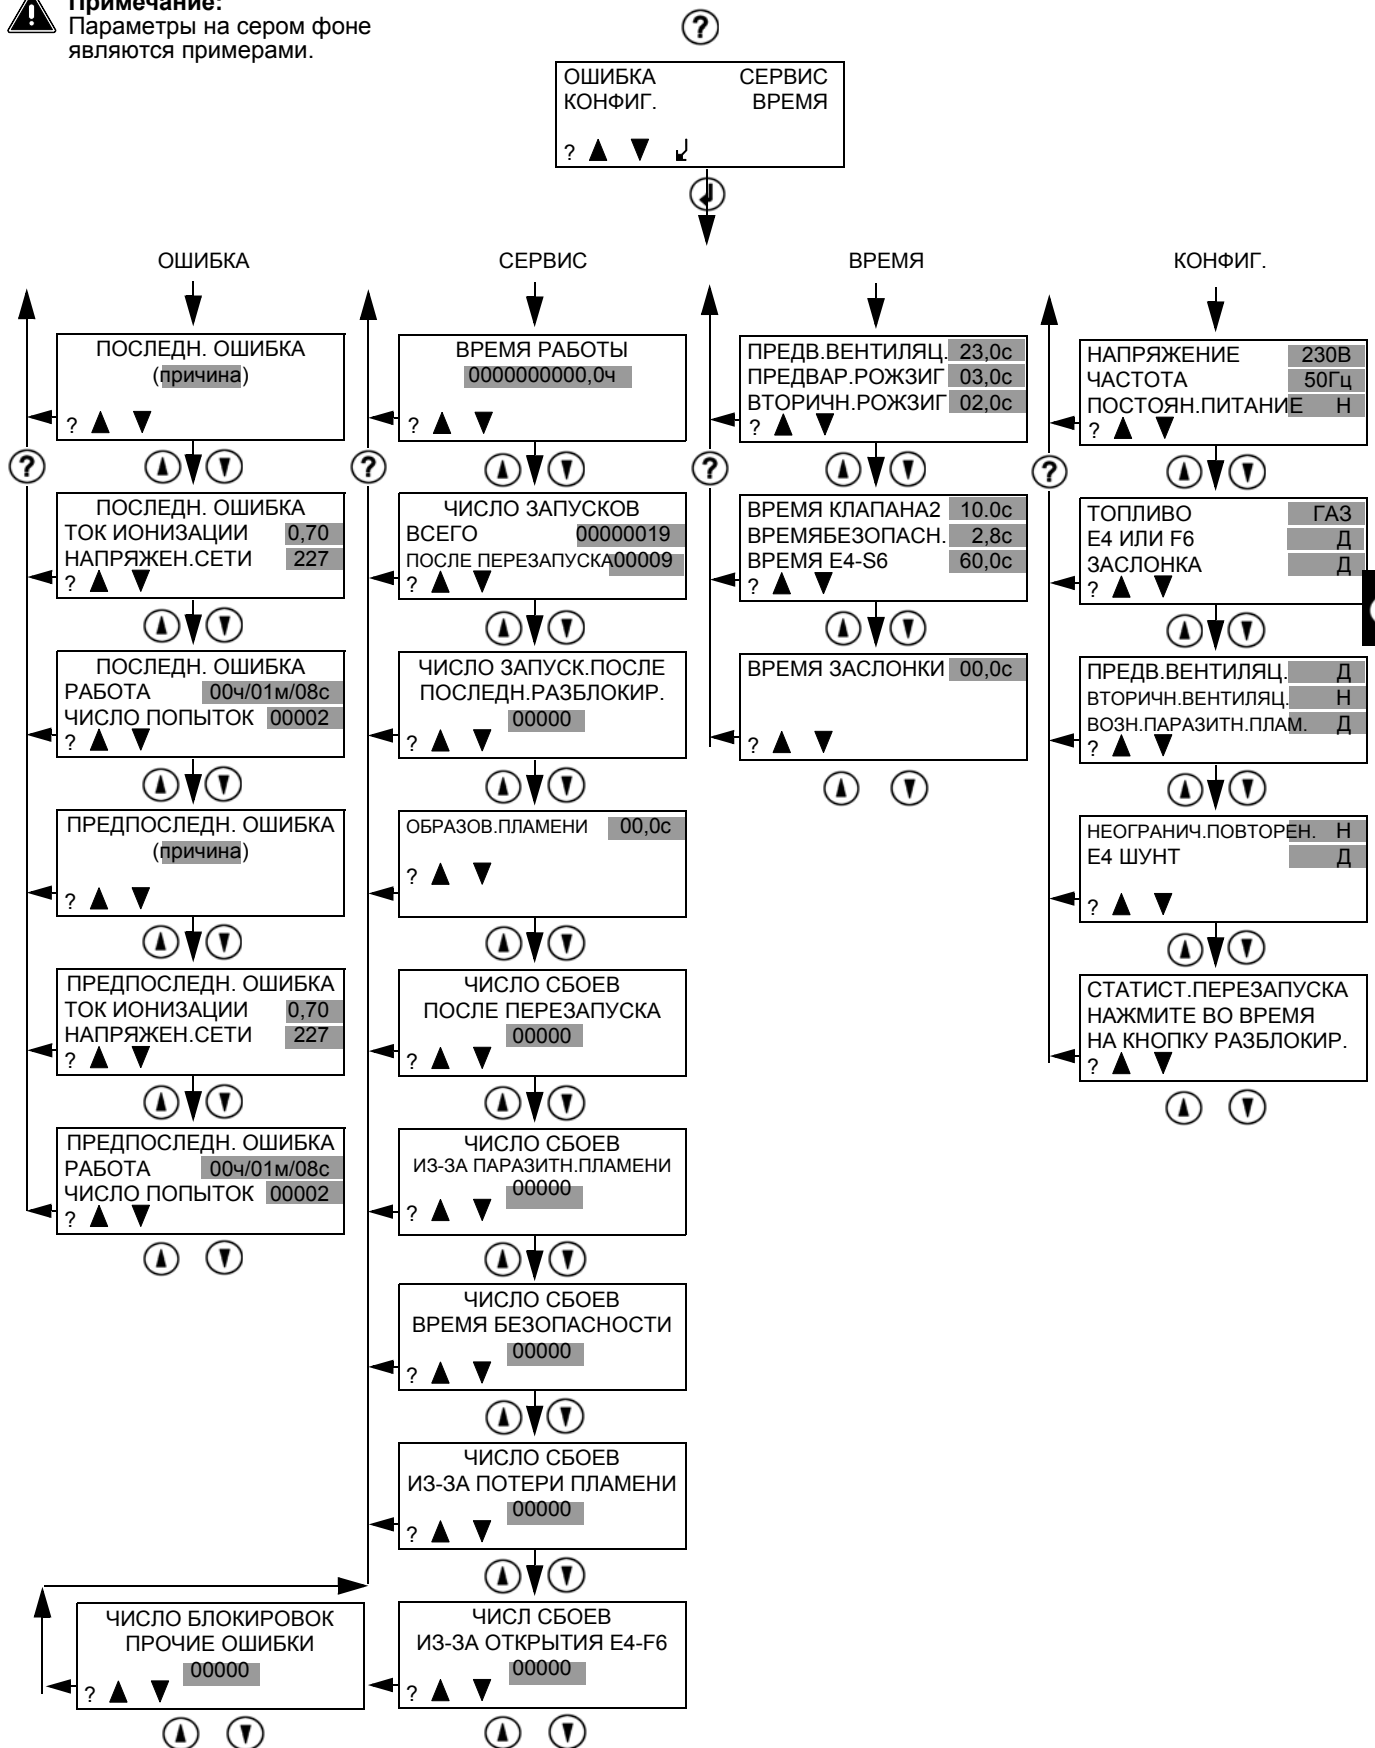 Примечание:
Параметры на сером фоне
являются примерами.
?
ОШИБКА СЕРВИС
КОНФИГ. ВРЕМЯ
?
ОШИБКА
ПОСЛЕДН. ОШИБКА
(причина)
?
?
ПОСЛЕДН. ОШИБКА
ТОК ИОНИЗАЦИИ 0,70
НАПРЯЖЕН.СЕТИ 227
?
ПОСЛЕДН. ОШИБКА
РАБОТА 00ч/01м/08с
ЧИСЛО ПОПЫТОК 00002
?
ПРЕДПОСЛЕДН. ОШИБКА
(причина)
?
ПРЕДПОСЛЕДН. ОШИБКА
ТОК ИОНИЗАЦИИ 0,70
НАПРЯЖЕН.СЕТИ 227
?
ПРЕДПОСЛЕДН. ОШИБКА
РАБОТА 00ч/01м/08с
ЧИСЛО ПОПЫТОК 00002
?
СЕРВИС
ВРЕМЯ РАБОТЫ
0000000000,0ч
?
?
ЧИСЛО ЗАПУСКОВ
ВСЕГО 00000019
ПОСЛЕ ПЕРЕЗАПУСКА00009
?
ЧИСЛО ЗАПУСК.ПОСЛЕ
ПОСЛЕДН.РАЗБЛОКИР.
00000
?
ОБРАЗОВ.ПЛАМЕНИ 00,0с
?
ЧИСЛО СБОЕВ
ПОСЛЕ ПЕРЕЗАПУСКА
00000
?
ЧИСЛО СБОЕВ
ИЗ-ЗА ПАРАЗИТН.ПЛАМЕНИ
00000
?
ЧИСЛО СБОЕВ
ВРЕМЯ БЕЗОПАСНОСТИ
00000
?
ЧИСЛО СБОЕВ
ИЗ-ЗА ПОТЕРИ ПЛАМЕНИ
00000
?
ЧИСЛ СБОЕВ
ИЗ-ЗА ОТКРЫТИЯ E4-F6
00000
?
ЧИСЛО БЛОКИРОВОК
ПРОЧИЕ ОШИБКИ
00000
?
ВРЕМЯ
ПРЕДВ.ВЕНТИЛЯЦ. 23,0с
ПРЕДВАР.РОЖЗИГ 03,0с
ВТОРИЧН.РОЖЗИГ 02,0с
?
?
ВРЕМЯ КЛАПАНА2 10.0с
ВРЕМЯБЕЗОПАСН. 2,8с
ВРЕМЯ E4-S6 60,0с
?
ВРЕМЯ ЗАСЛОНКИ 00,0с
?
КОНФИГ.
НАПРЯЖЕНИЕ 230В
ЧАСТОТА 50Гц
ПОСТОЯН.ПИТАНИЕ Н
?
?
ТОПЛИВО ГАЗ
E4 ИЛИ F6 Д
ЗАСЛОНКА Д
?
ПРЕДВ.ВЕНТИЛЯЦ. Д
ВТОРИЧН.ВЕНТИЛЯЦ. Н
ВОЗН.ПАРАЗИТН.ПЛАМ. Д
?
НЕОГРАНИЧ.ПОВТОРЕН. Н
E4 ШУНТ Д
?
СТАТИСТ.ПЕРЕЗАПУСКА
НАЖМИТЕ ВО ВРЕМЯ
НА КНОПКУ РАЗБЛОКИР.
?